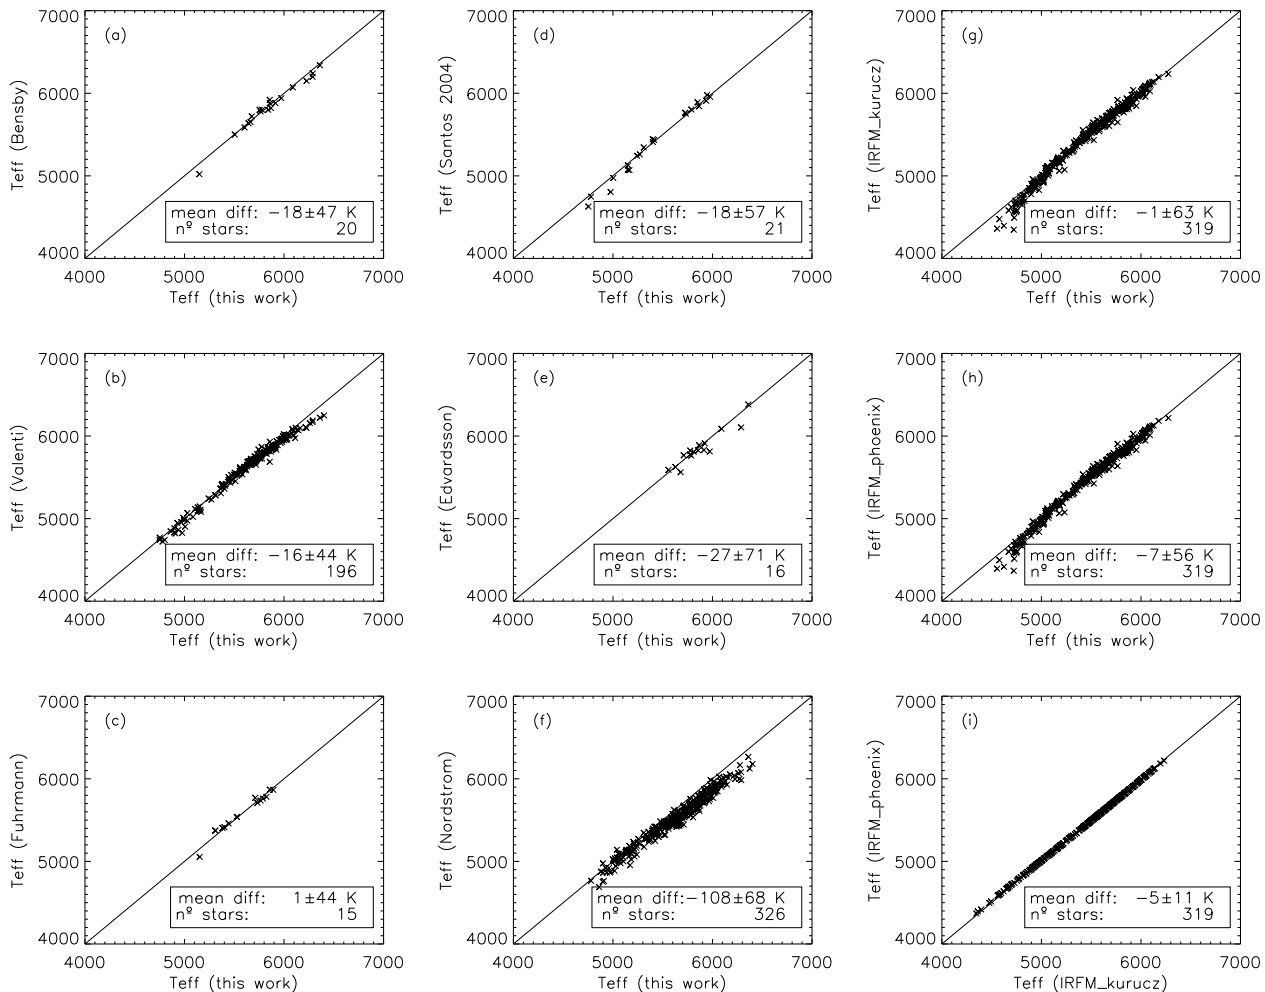 7000
6000
5000
4000
Teff (Bensby)
(a)
mean diff: −18±47 K
nº stars: 20
4000 5000 6000 7000
Teff (this work)
7000
6000
5000
4000
Teff (Santos 2004)
(d)
mean diff: −18±57 K
nº stars: 21
4000 5000 6000 7000
Teff (this work)
7000
6000
5000
4000
Teff (IRFM_kurucz)
(g)
mean diff: −1±63 K
nº stars: 319
4000 5000 6000 7000
Teff (this work)
7000
6000
5000
4000
Teff (Valenti)
(b)
mean diff: −16±44 K
nº stars: 196
4000 5000 6000 7000
Teff (this work)
7000
6000
5000
4000
Teff (Edvardsson)
(e)
mean diff: −27±71 K
nº stars: 16
4000 5000 6000 7000
Teff (this work)
7000
6000
5000
4000
Teff (IRFM_phoenix)
(h)
mean diff: −7±56 K
nº stars: 319
4000 5000 6000 7000
Teff (this work)
7000
6000
5000
4000
Teff (Fuhrmann)
(c)
mean diff: 1±44 K
nº stars: 15
4000 5000 6000 7000
Teff (this work)
7000
6000
5000
4000
Teff (Nordstrom)
(f)
mean diff:−108±68 K
nº stars: 326
4000 5000 6000 7000
Teff (this work)
7000
6000
5000
4000
Teff (IRFM_phoenix)
(i)
mean diff: −5±11 K
nº stars: 319
4000 5000 6000 7000
Teff (IRFM_kurucz)